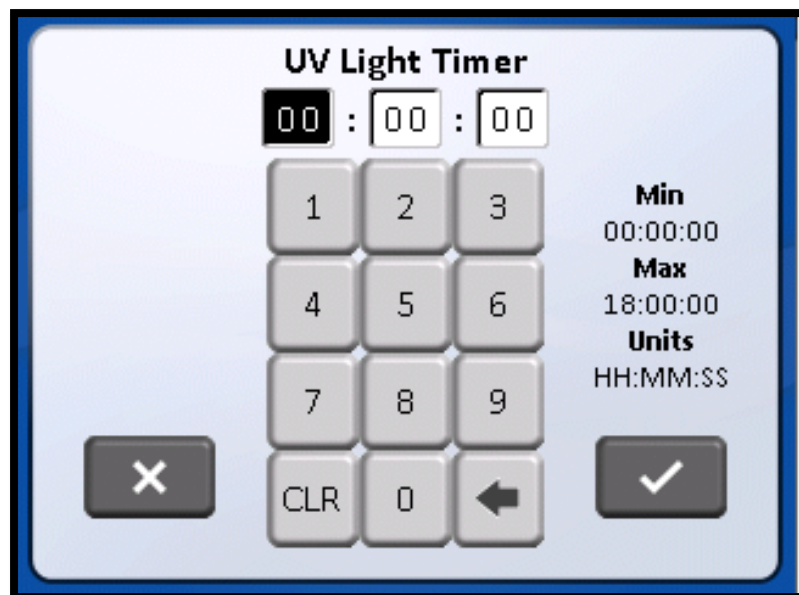 UV Light Timer
00 : 00 : 00
1 2 3
Min
00:00:00
Max
18:00:00
Units
HH:MM:SS
4 5 6
7 8 9
CLR 0